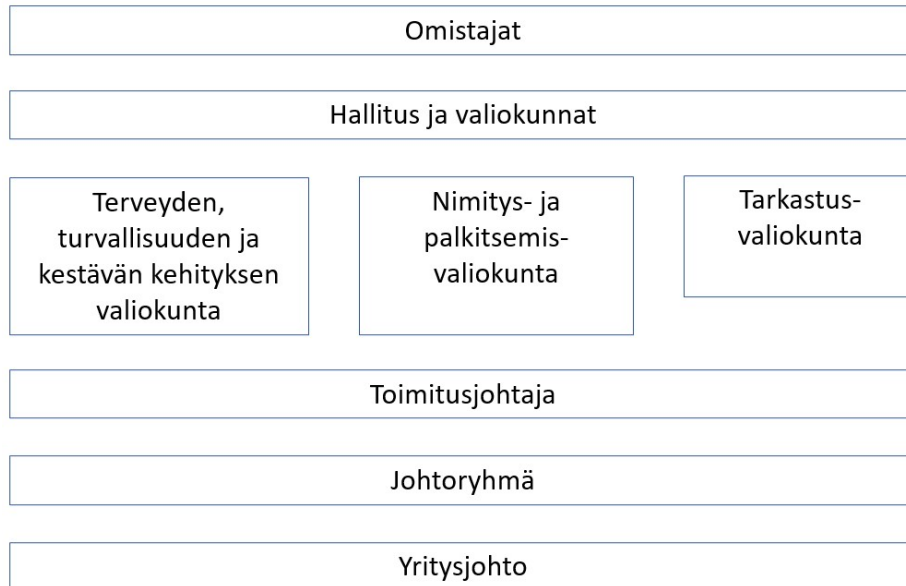 Omistajat
Hallitus ja valiokunnat
Terveyden,
turvallisuuden ja
kestävän kehityksen
valiokunta
Nimitys- ja
palkitsemis-
valiokunta
Tarkastus-
valiokunta
Toimitusjohtaja
Johtoryhmä
Yritysjohto